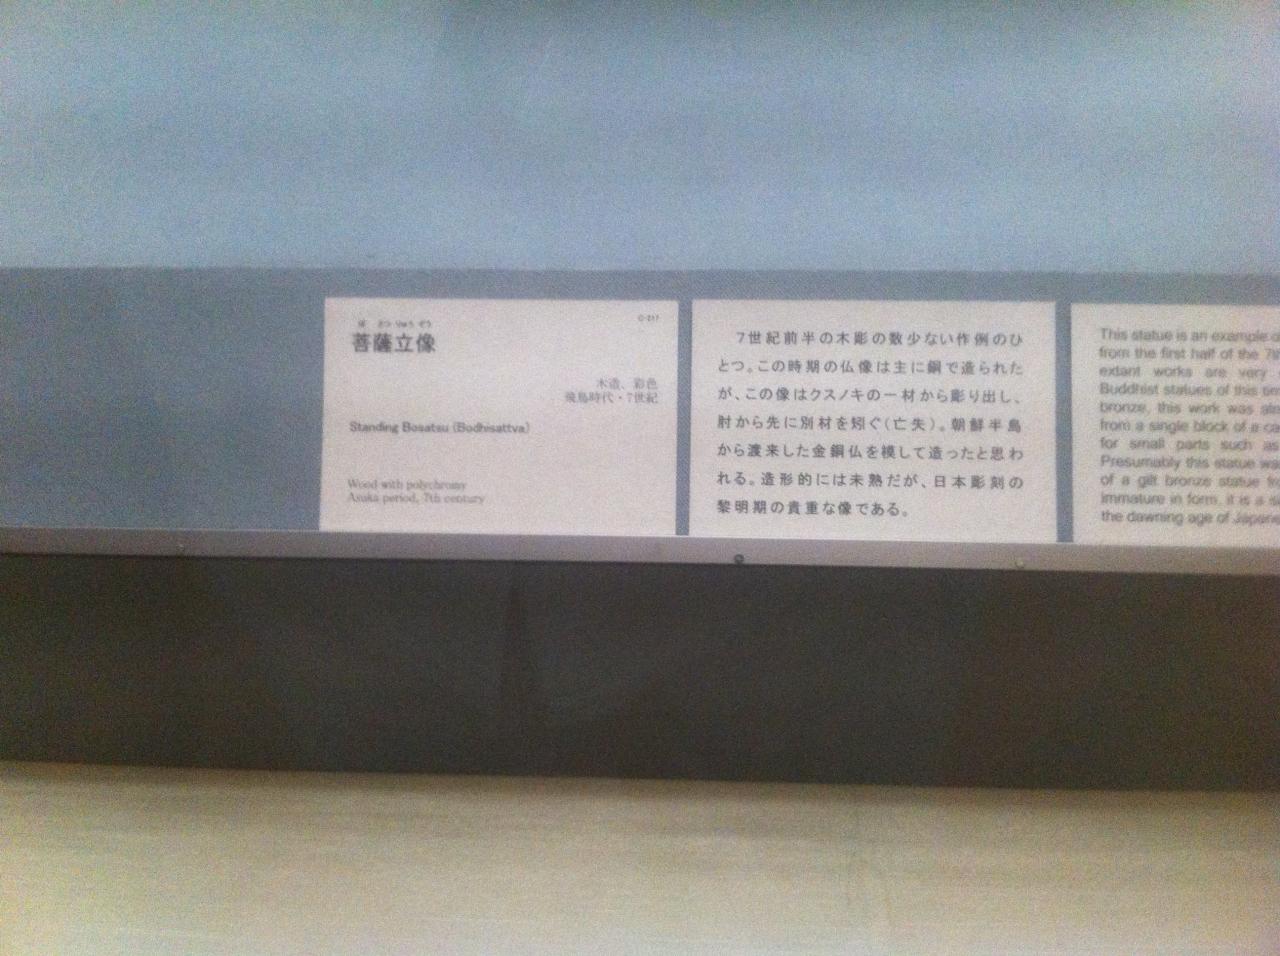 ぼ さつ りゅう ぞう
菩薩立像
C-217
木造、彩色
飛鳥時代・7世紀
Standing Bosatsu (Bodhisattva)
Wood with polychromy
Asuka period, 7th century
7世紀前半の木彫の数少ない作例のひ
とつ。この時期の仏像は主に銅で造られた
が、この像はクスノキの一材から彫り出し、
肘から先に別材を矧ぐ(亡失)。朝鮮半島
から渡来した金銅仏を模して造ったと思わ
れる。造形的には未熟だが、日本彫刻の
黎明期の貴重な像である。
This statue is an example
from the first half of the
extant works are very
Buddhist statues of this
bronze, this work was
from a single block of a
for small parts such as
Presumably this statue
of a gilt bronze statue
immature in form, it is a
the dawning age of